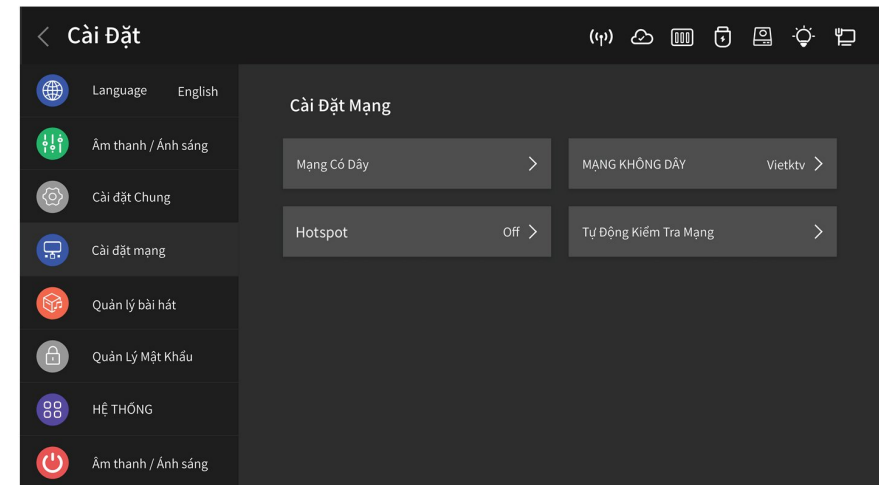 Cài Đặt
Language English
Âm thanh / Ánh sáng
Cài đặt Chung
Cài đặt mạng
Quản lý bài hát
Quản Lý Mật Khẩu
HỆ THỐNG
Âm thanh / Ánh sáng
Cài Đặt Mạng
Mạng Có Dây
MẠNG KHÔNG DÂY Vietktv
Hotspot Off
Tự Động Kiểm Tra Mạng